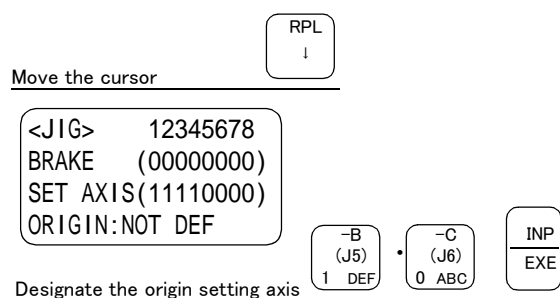 RPL
↓
Move the cursor
<JIG> 12345678
BRAKE (00000000)
SET AXIS(11110000)
ORIGIN:NOT DEF
Designate the origin setting axis
-B
(J5)
1 DEF
・
-C
(J6)
0 ABC
INP
EXE